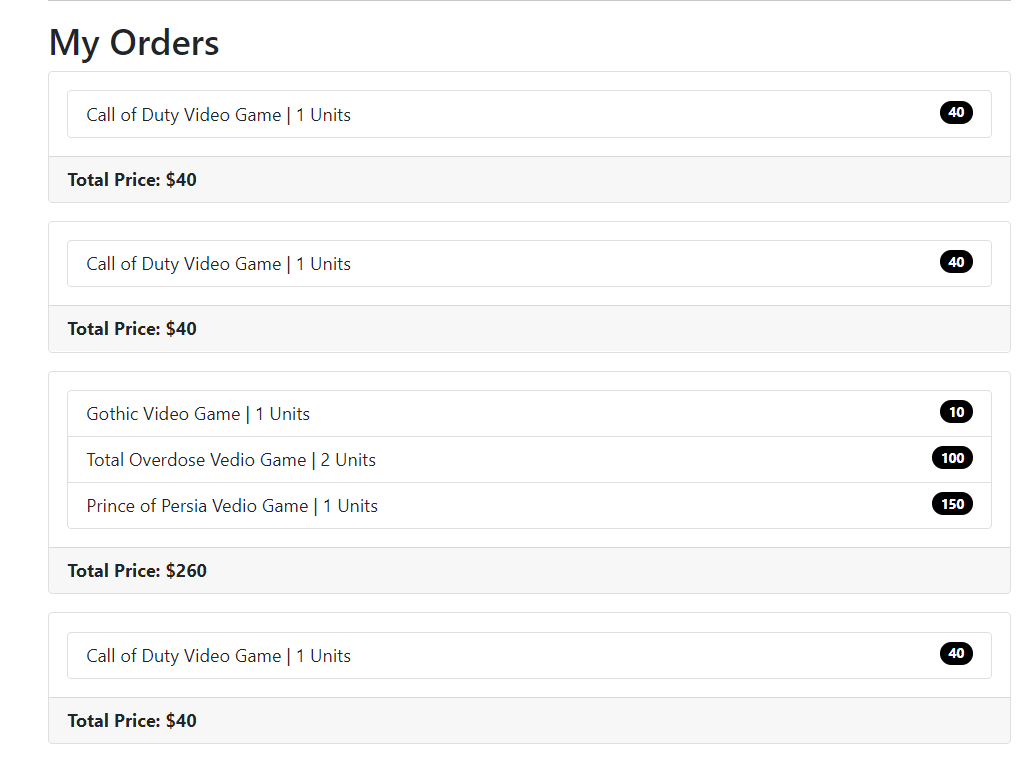 My Orders
Call of Duty Video Game | 1 Units 40
Total Price: $40
Call of Duty Video Game | 1 Units 40
Total Price: $40
Gothic Video Game | 1 Units 10
Total Overdose Vedio Game | 2 Units 100
Prince of Persia Vedio Game | 1 Units 150
Total Price: $260
Call of Duty Video Game | 1 Units 40
Total Price: $40